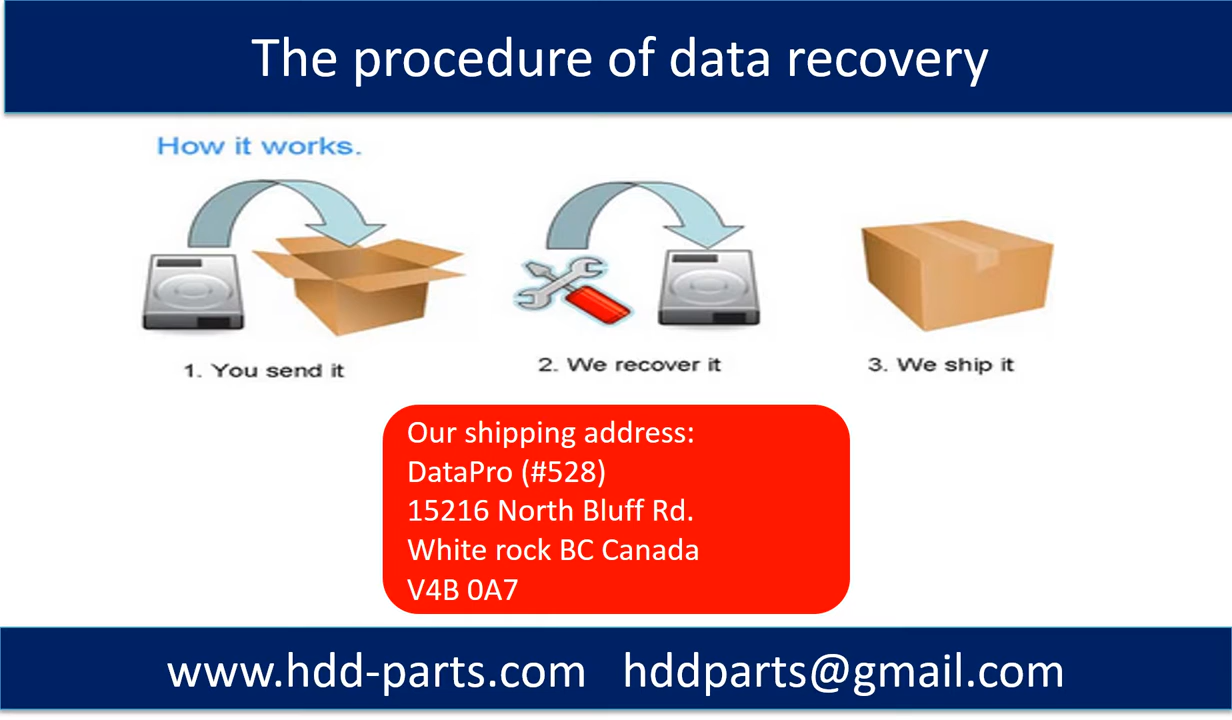 The procedure of data recovery
How it works.
1. You send it
2. We recover it
3. We ship it
Our shipping address:
DataPro (#528)
15216 North Bluff Rd.
White rock BC Canada
V4B 0A7
www.hdd-parts.com hddparts@gmail.com